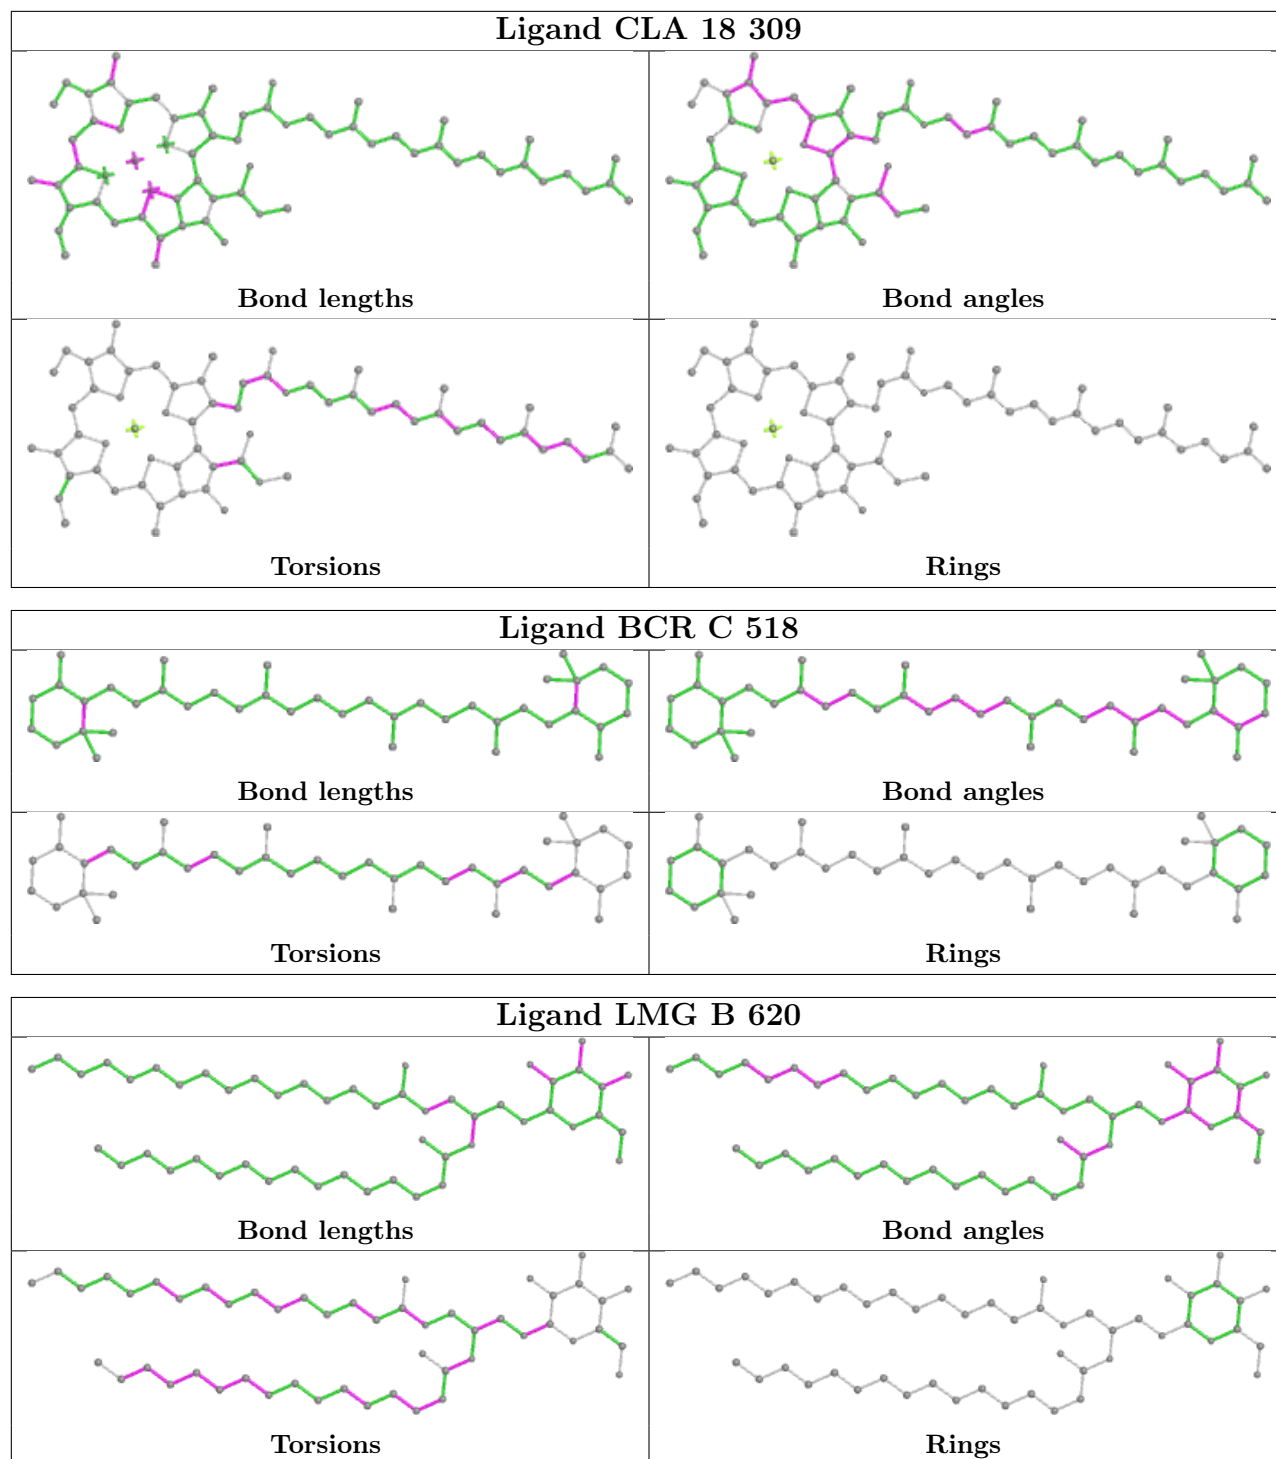 Ligand CLA 18 309
Bond lengths
Bond angles
Torsions
Rings
Ligand BCR C 518
Bond lengths
Bond angles
Torsions
Rings
Ligand LMG B 620
Bond lengths
Bond angles
Torsions
Rings